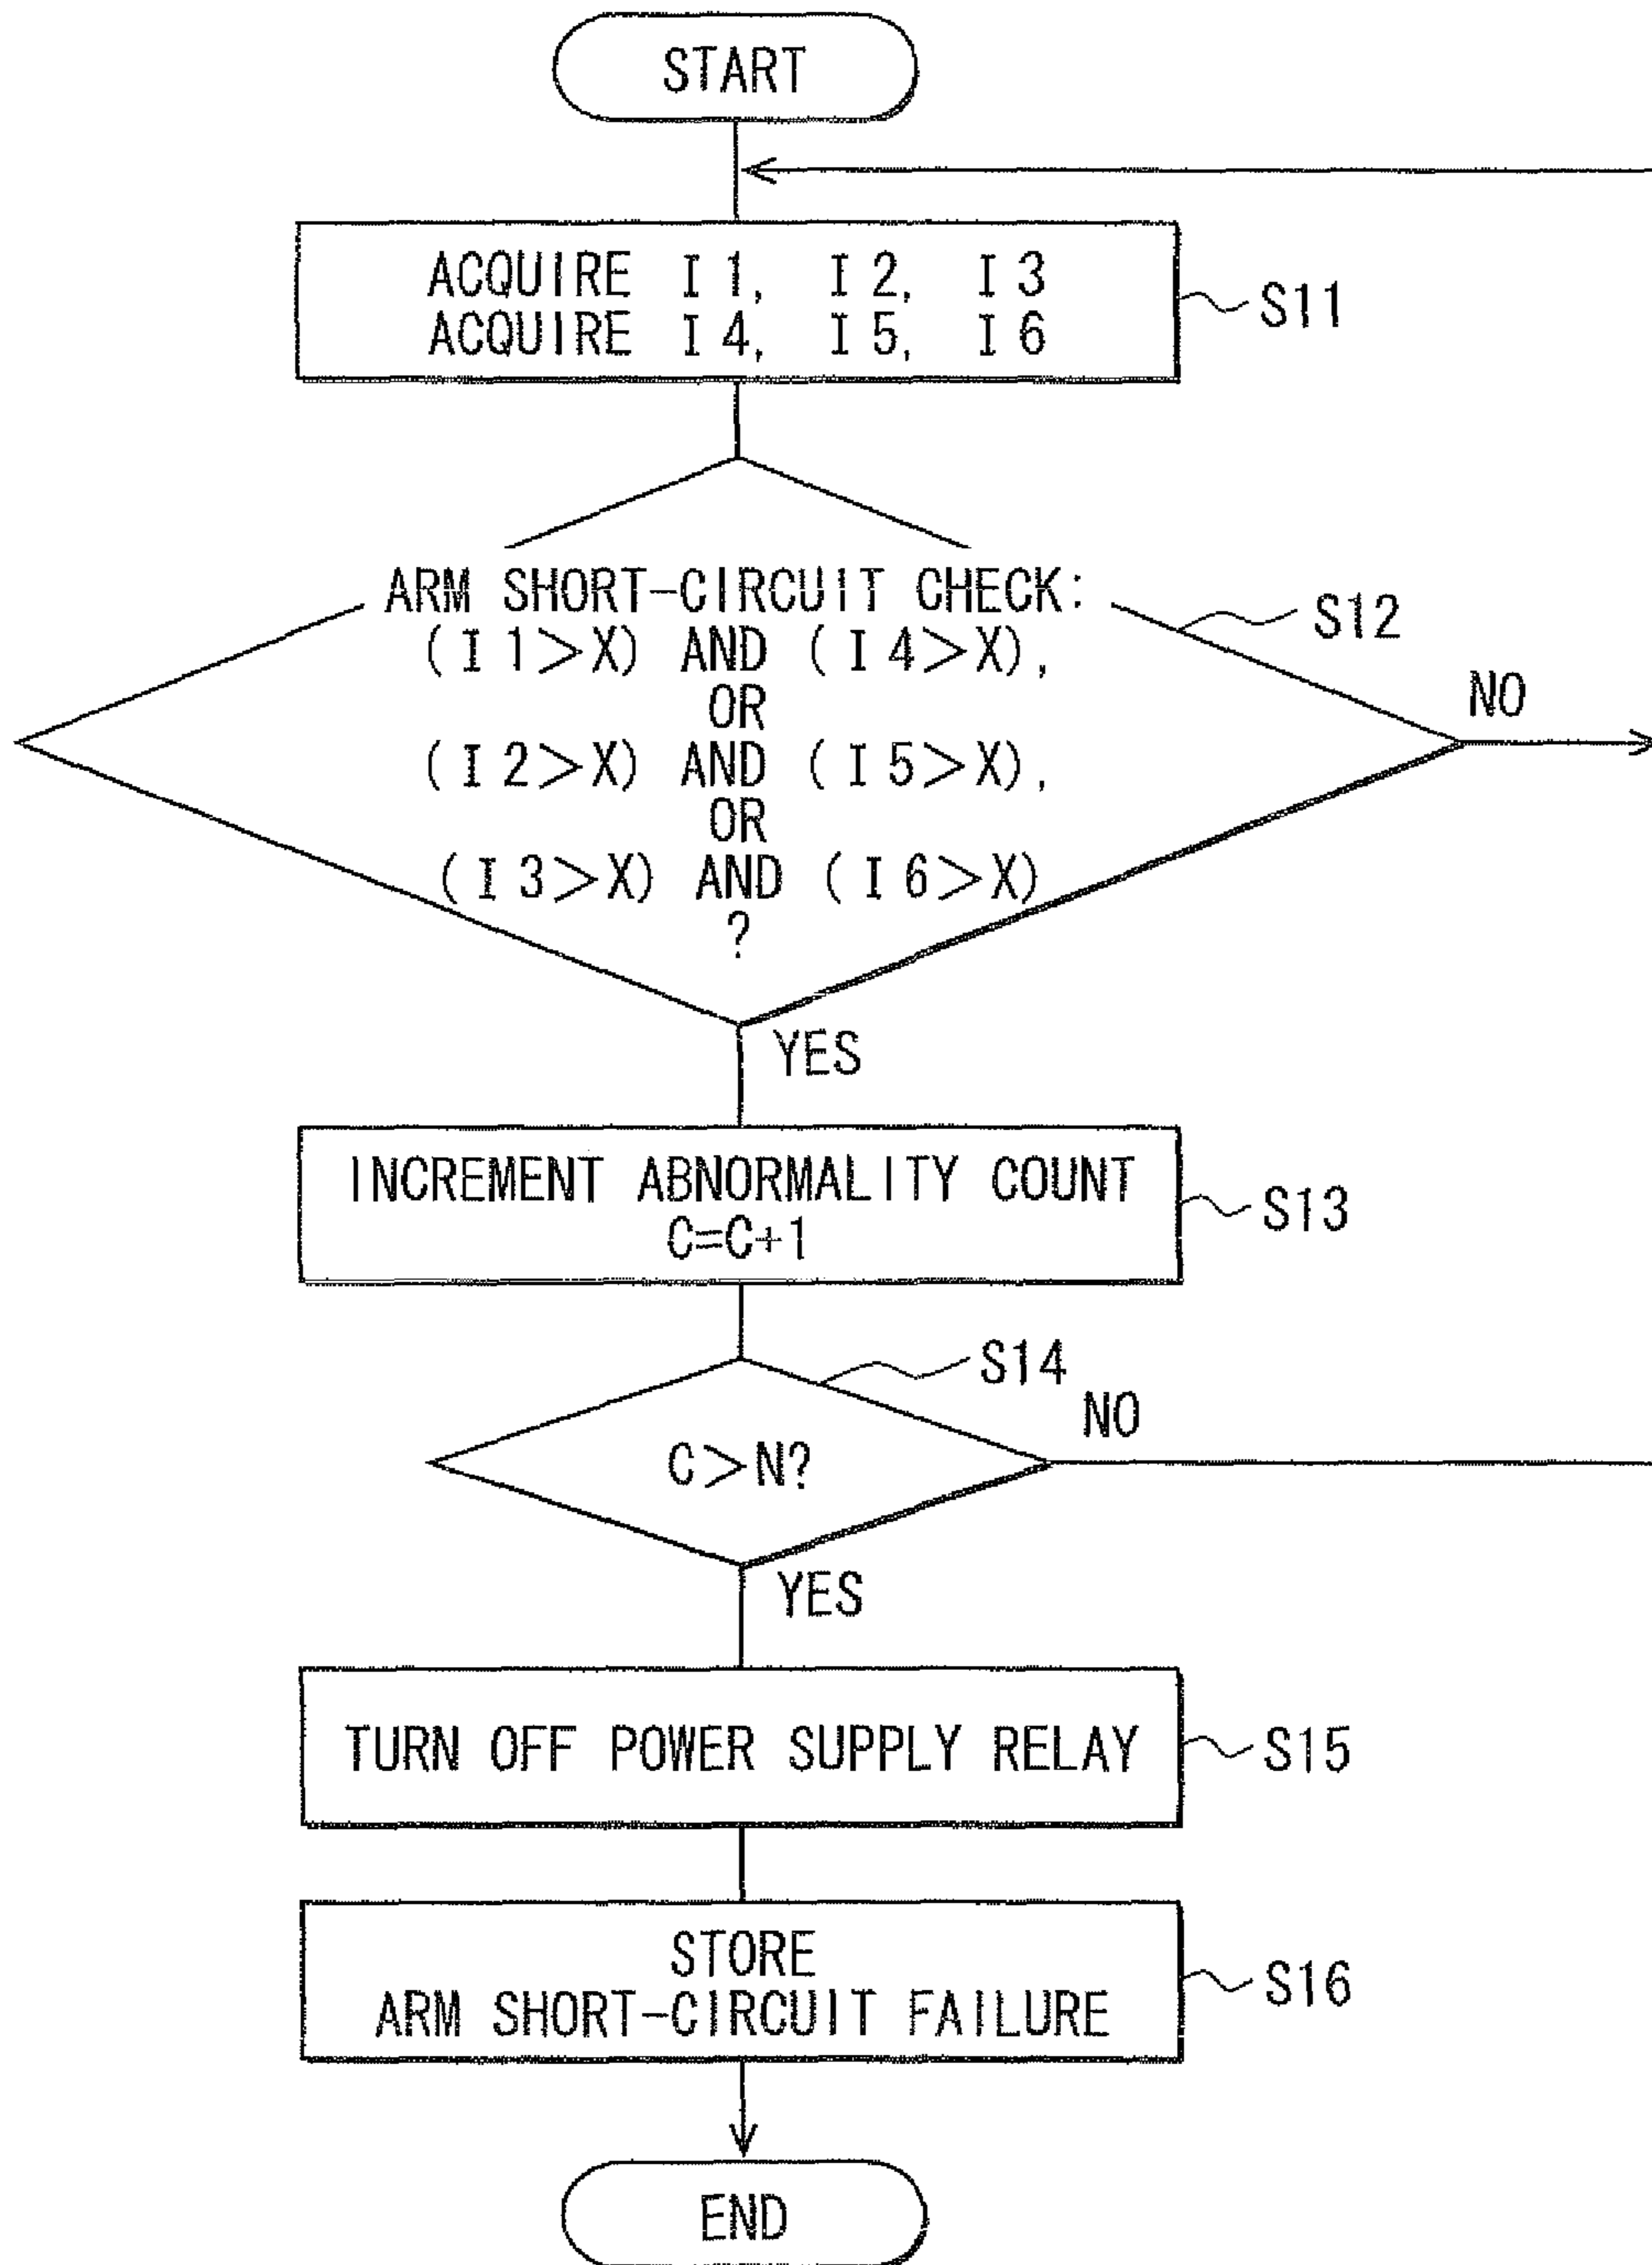 START
ACQUIRE I1, I2, I3
ACQUIRE I4, I5, I6
S11
ARM SHORT-CIRCUIT CHECK:
(I1>X) AND (I4>X),
OR
(I2>X) AND (I5>X),
OR
(I3>X) AND (I6>X)
?
S12
NO
YES
INCREMENT ABNORMALITY COUNT
C=C+1
S13
S14
NO
C>N?
YES
TURN OFF POWER SUPPLY RELAY
S15
STORE
ARM SHORT-CIRCUIT FAILURE
S16
END